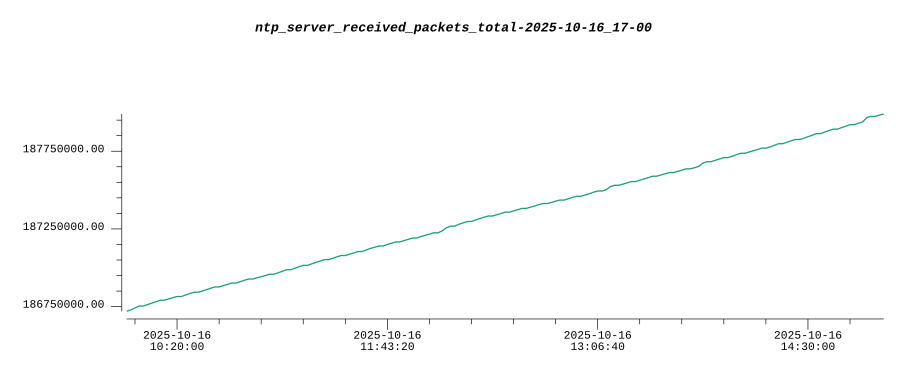 ntp_server_received_packets_total-2025-10-16_17-00
187750000.00
187250000.00
186750000.00
2025-10-16 2025-10-16 2025-10-16 2025-10-16
10:20:00 11:43:20 13:06:40 14:30:00